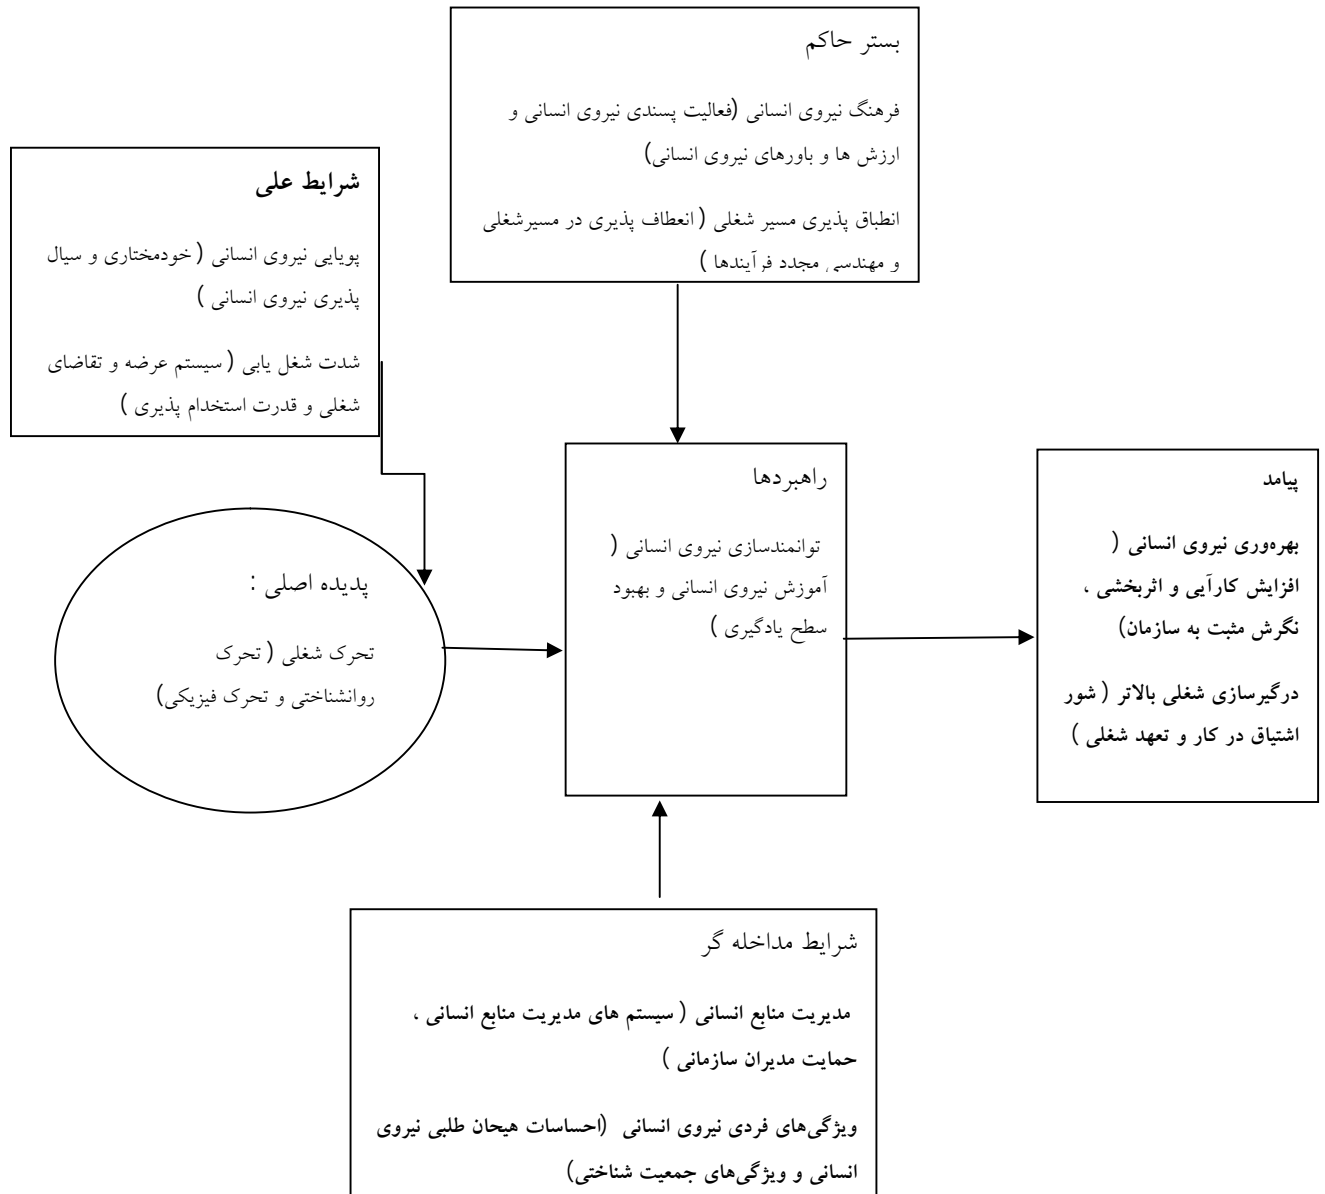 بستر حاکم
فرهنگ نیروی انسانی (فعالیت پسندی نیروی انسانی و
ارزش ها و باورهای نیروی انسانی)
انطباق پذیری مسیر شغلی ( انعطاف پذیری در مسیرشغلی
و مهندسی مجدد فرآیندها )
شرایط علی
پویایی نیروی انسانی ( خودمختاری و سیال
پذیری نیروی انسانی )
شدت شغل یابی ( سیستم عرضه و تقاضای
شغلی و قدرت استخدام پذیری )
پدیده اصلی :
تحرک شغلی ( تحرک
روانشناختی و تحرک فیزیکی)
راهبردها
توانمندسازی نیروی انسانی (
آموزش نیروی انسانی و بهبود
سطح یادگیری )
پیامد
بهره‌وری نیروی انسانی (
افزایش کارآیی و اثربخشی ،
نگرش مثبت به سازمان)
درگیرسازی شغلی بالاتر ( شور
اشتیاق در کار و تعهد شغلی )
شرایط مداخله گر
مدیریت منابع انسانی ( سیستم های مدیریت منابع انسانی ،
حمایت مدیران سازمانی )
ویژگی‌های فردی نیروی انسانی (احساسات هیحان طلبی نیروی
انسانی و ویژگی‌های جمعیت شناختی)